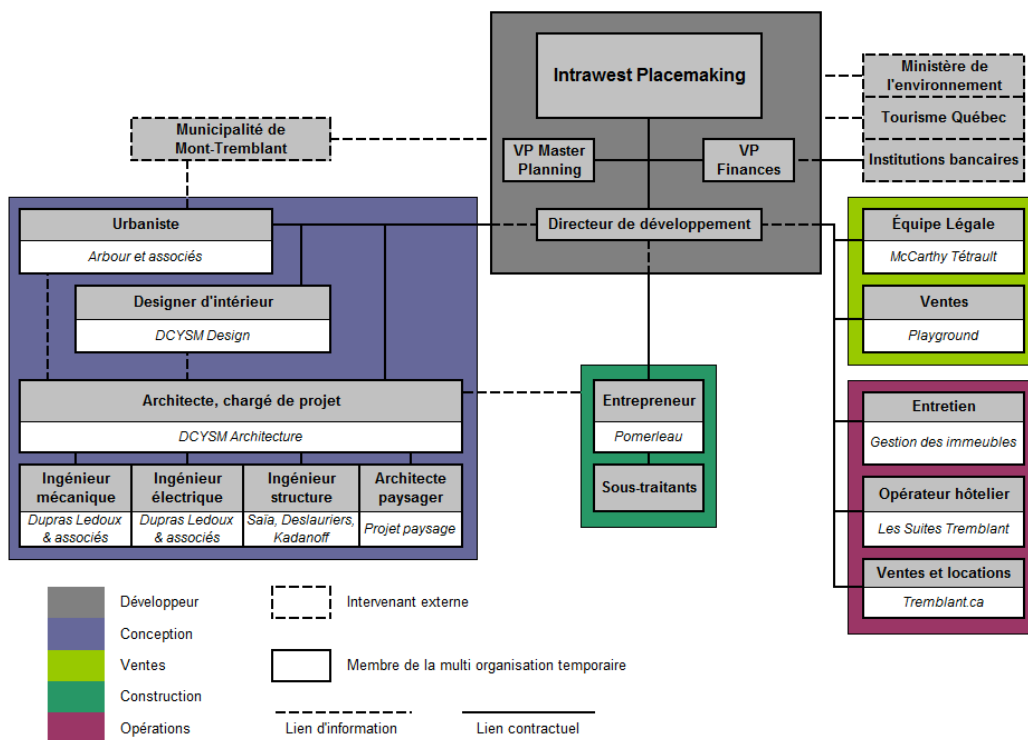 Intrawest Placemaking
Ministère de
l'environnement
Tourisme Québec
Institutions bancaires
Municipalité de
Mont-Tremblant
VP Master
Planning
VP
Finances
Directeur de développement
Urbaniste
Arbour et associés
Designer d'intérieur
DCYSM Design
Architecte, chargé de projet
DCYSM Architecture
Ingénieur
mécanique
Dupras Ledoux
& associés
Ingénieur
électrique
Dupras Ledoux
& associés
Ingénieur
structure
Saïa, Deslauriers,
Kadanoff
Architecte
paysager
Projet paysage
Entrepreneur
Pomerleau
Sous-traitants
Équipe Légale
McCarthy Tétrault
Ventes
Playground
Entretien
Gestion des immeubles
Opérateur hôtelier
Les Suites Tremblant
Ventes et locations
Tremblant.ca
Développeur
Conception
Ventes
Construction
Opérations
Intervenant externe
Membre de la multi organisation temporaire
Lien d'information
Lien contractuel